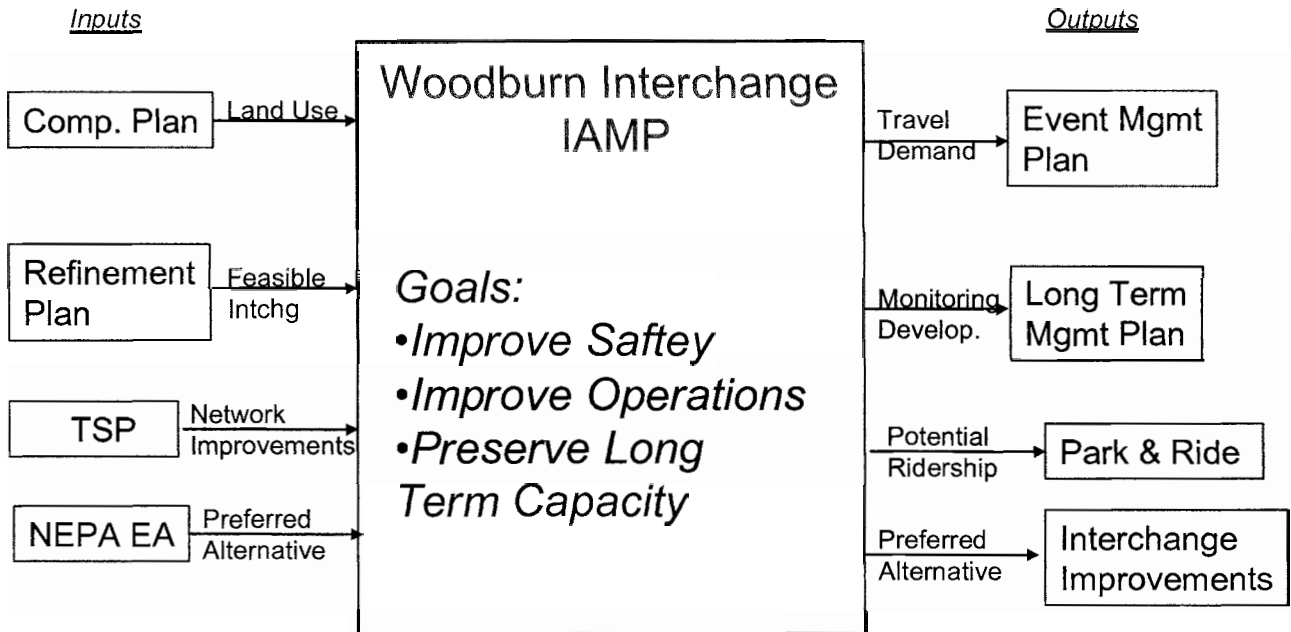 Inputs
Outputs
Woodburn Interchange
IAMP
Comp. Plan
Land Use
Refinement
Plan
Feasible
Intchg
TSP
Network
Improvements
NEPA EA
Preferred
Alternative
Goals:
•Improve Saftey
•Improve Operations
•Preserve Long
Term Capacity
Travel
Demand
Event Mgmt
Plan
Monitoring
Develop.
Long Term
Mgmt Plan
Potential
Ridership
Park & Ride
Preferred
Alternative
Interchange
Improvements